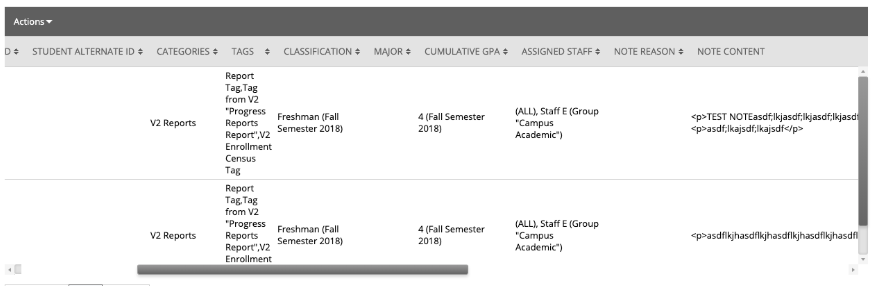 Actions
D STUDENT ALTERNATE ID CATEGORIES TAGS CLASSIFICATION MAJOR CUMULATIVE GPA ASSIGNED STAFF NOTE REASON NOTE CONTENT
V2 Reports
Report
Tag,Tag
from V2
"Progress
Reports
Report",V2
Enrollment
Census
Tag
Freshman (Fall
Semester 2018)
4 (Fall Semester
2018)
(ALL), Staff E (Group
"Campus
Academic")
<p>TEST NOTEasdf;lkjasdf;lkjasdf;lkjasdf
<p>asdf;lkajsdf;lkajsdf</p>
V2 Reports
Report
Tag,Tag
from V2
"Progress
Reports
Report",V2
Enrollment
Freshman (Fall
Semester 2018)
4 (Fall Semester
2018)
(ALL), Staff E (Group
"Campus
Academic")
<p>asdflkjhasdflkjhasdflkjhasdflkjhasdfl